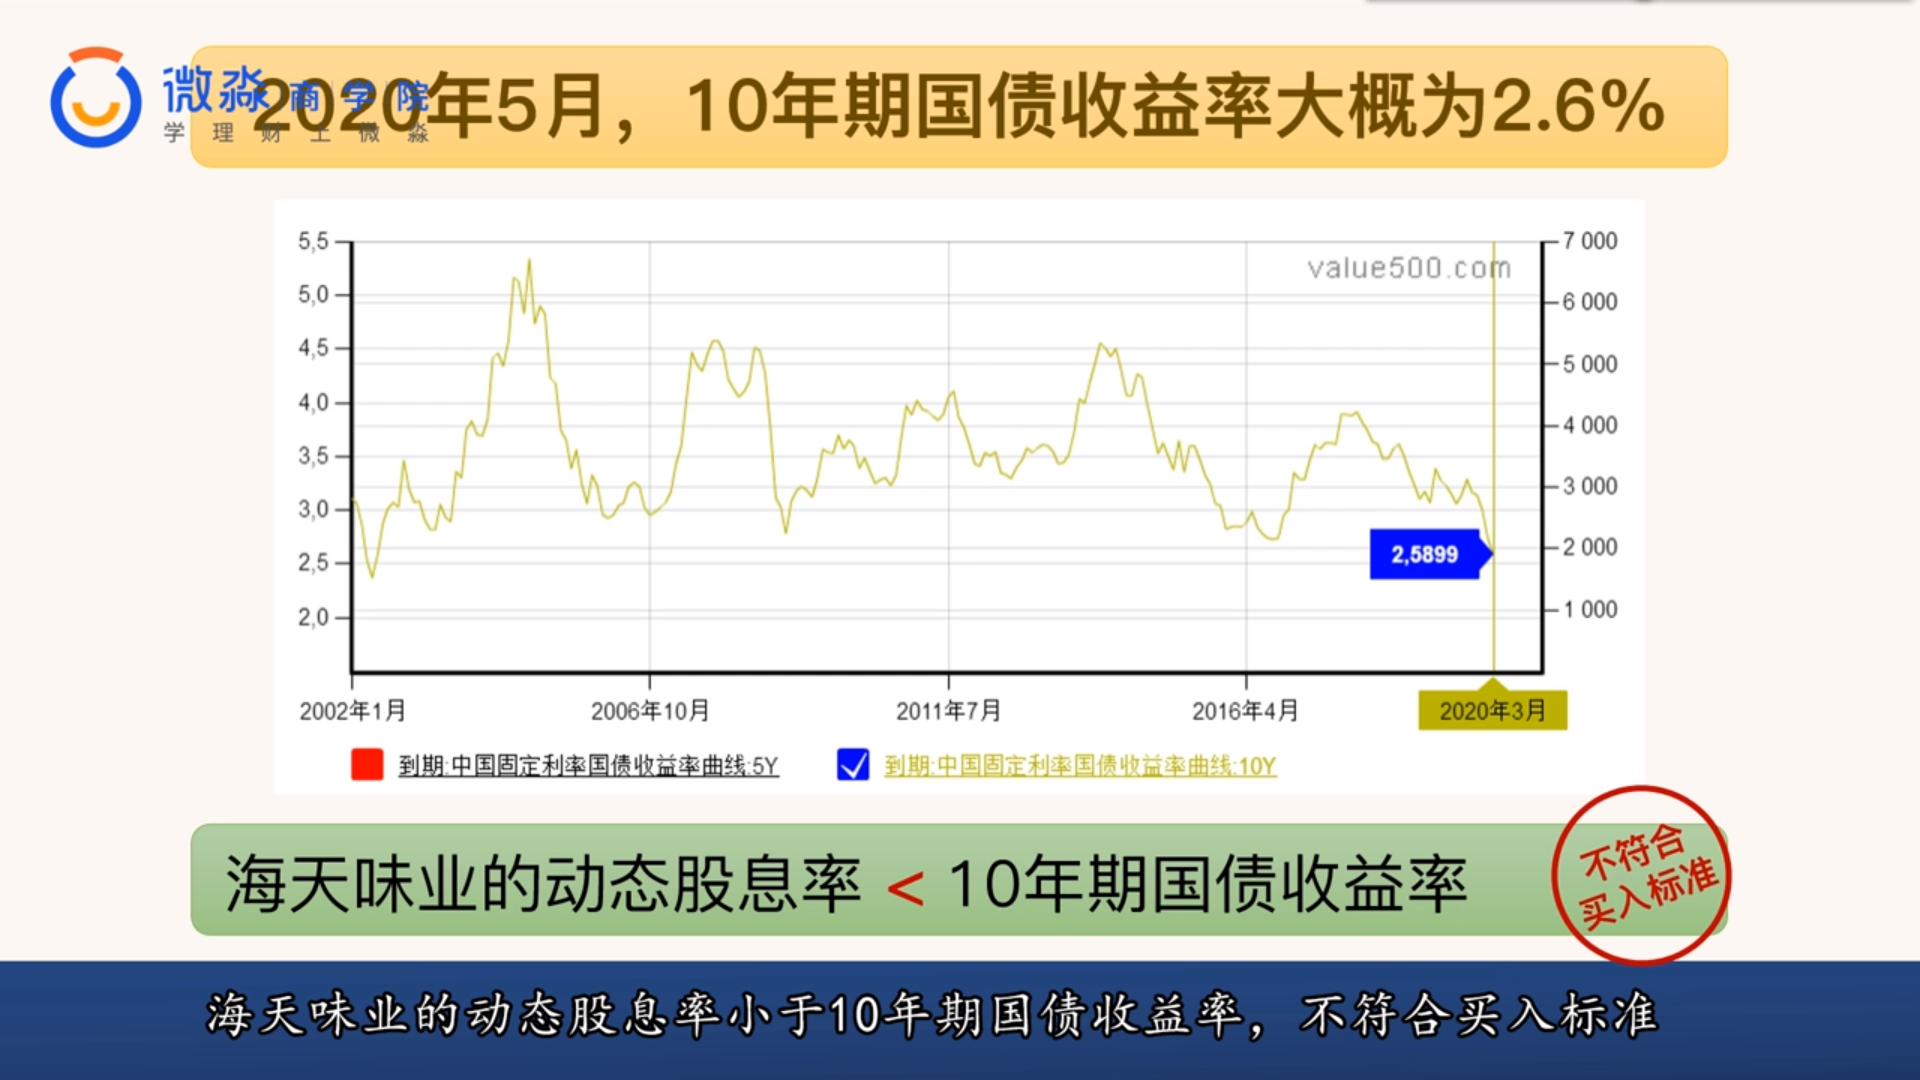 微淼商学院
学理财上微淼
2020年5月，10年期国债收益率大概为2.6%
value500.com
5,5
5,0
4,5
4,0
3,5
3,0
2,5
2,0
7 000
6 000
5 000
4 000
3 000
2 000
1 000
2,5899
2002年1月 2006年10月 2011年7月 2016年4月 2020年3月
到期:中国固定利率国债收益率曲线:5Y 到期:中国固定利率国债收益率曲线:10Y
海天味业的动态股息率 < 10年期国债收益率
不符合
买入标准
海天味业的动态股息率小于10年期国债收益率，不符合买入标准